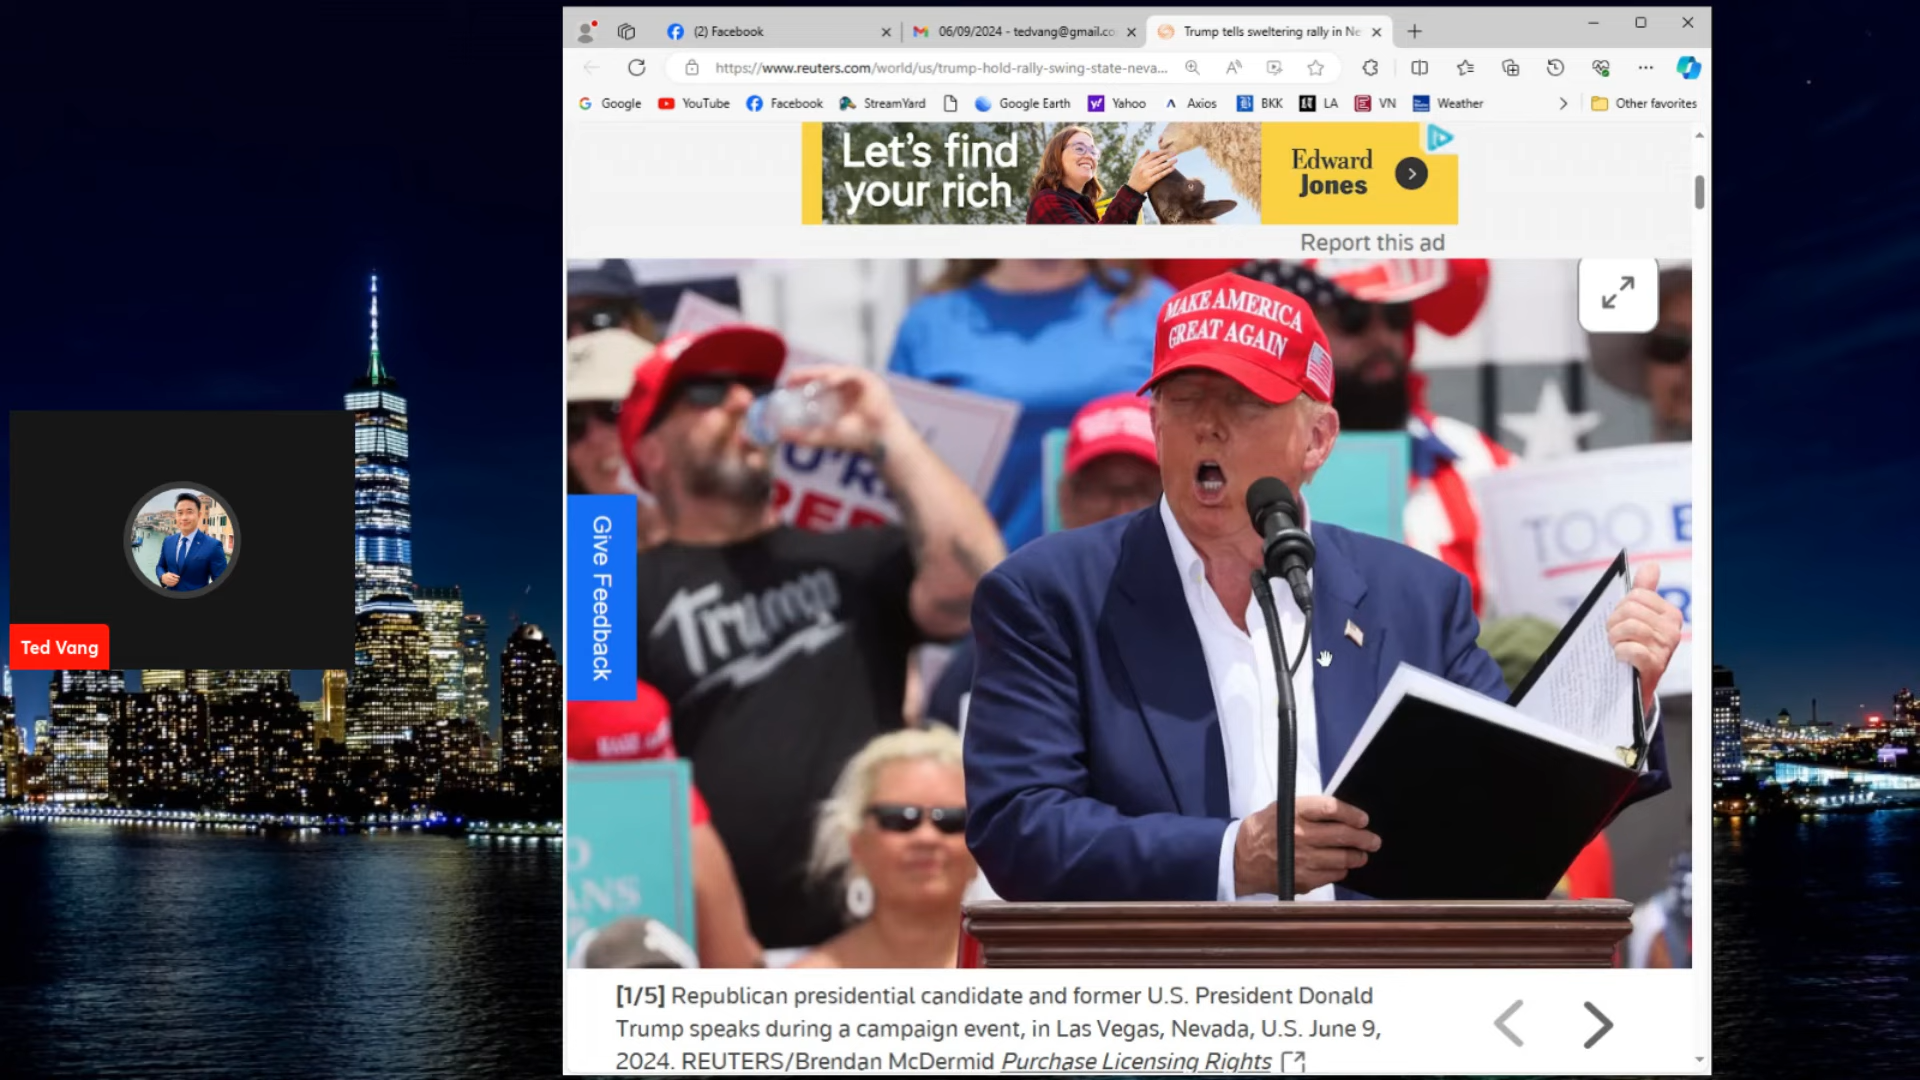 (2) Facebook
06/09/2024 - tedvang@gmail.co
Trump tells sweltering rally in Ne
https://www.reuters.com/world/us/trump-hold-rally-swing-state-neva...
Google YouTube Facebook StreamYard Google Earth Yahoo Axios BKK LA VN Weather Other favorites
Let's find
your rich
Edward
Jones
Report this ad
MAKE AMERICA
GREAT AGAIN
U'RE
TOO
Trump
Give Feedback
Ted Vang
ANS
[1/5] Republican presidential candidate and former U.S. President Donald
Trump speaks during a campaign event, in Las Vegas, Nevada, U.S. June 9,
2024. REUTERS/Brendan McDermid Purchase Licensing Rights